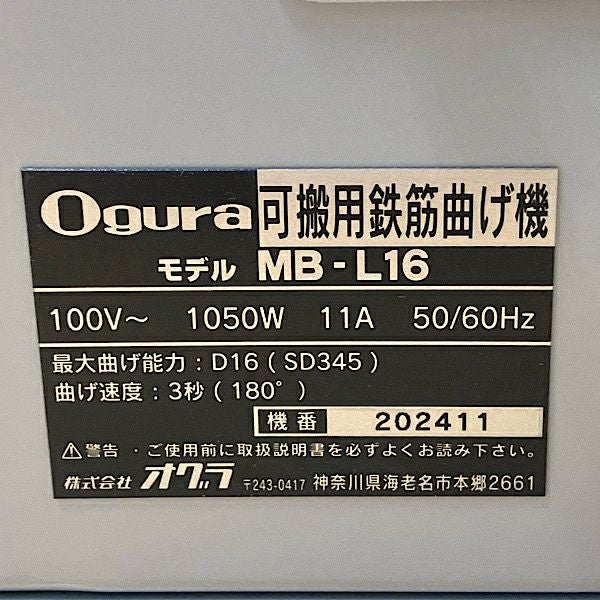 Ogura 可搬用鉄筋曲げ機
モデル MB-L16
100V～ 1050W 11A 50/60Hz
最大曲げ能力：D16(SD345)
曲げ速度：3秒(180°)
機番 202411
⚠警告・ご使用前に取扱説明書を必ずよくお読み下さい。
株式会社 オグラ 〒243-0417 神奈川県海老名市本郷2661